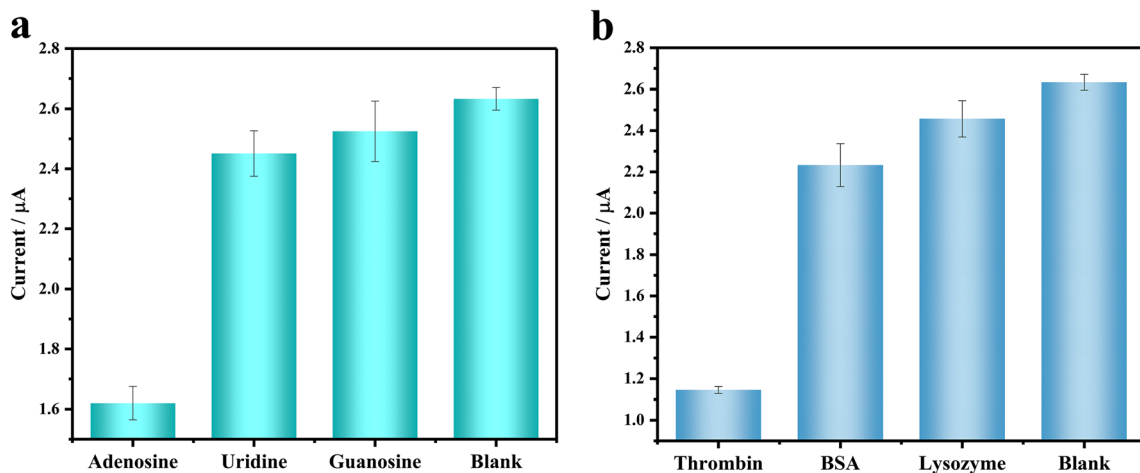 a
2.8
2.6
2.4
2.2
2.0
1.8
1.6
Current / μA
Adenosine Uridine Guanosine Blank
b
2.8
2.6
2.4
2.2
2.0
1.8
1.6
1.4
1.2
1.0
Current / μA
Thrombin BSA Lysozyme Blank